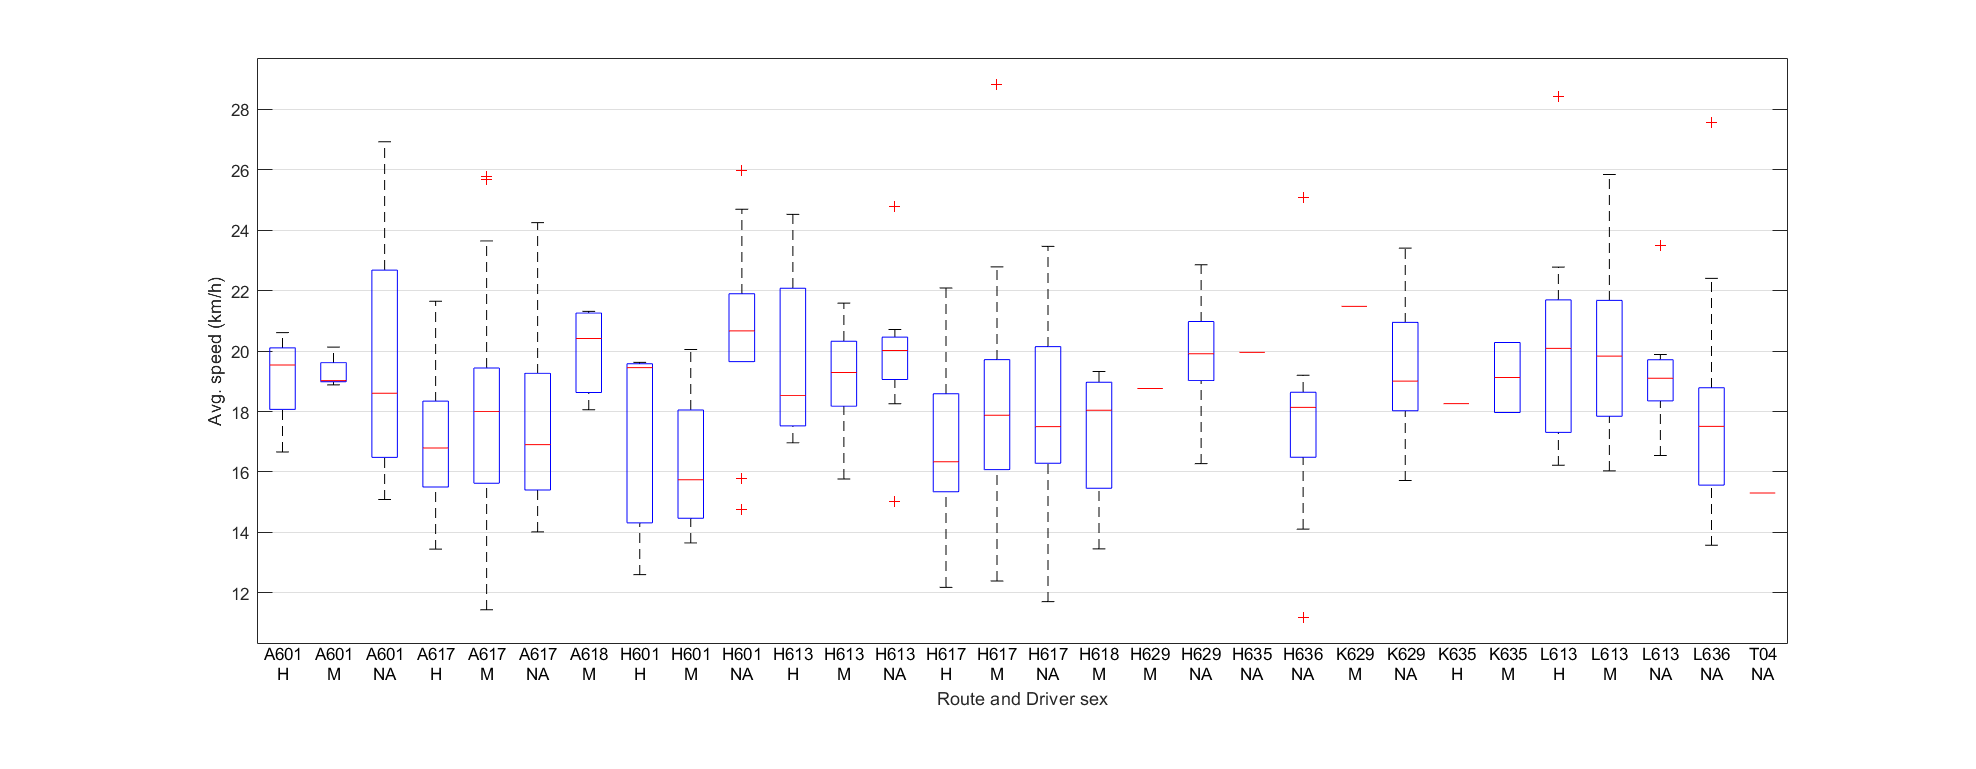 28
26
24
22
20
18
16
14
12
Avg. speed (km/h)
A601 A601 A601 A617 A617 A617 A618 H601 H601 H601 H613 H613 H613 H617 H617 H617 H618 H629 H629 H635 H636 K629 K629 K635 K635 L613 L613 L613 L636 T04
H M NA H M NA M H M NA H M NA H M NA M M NA NA NA M NA H M H M NA NA NA
Route and Driver sex